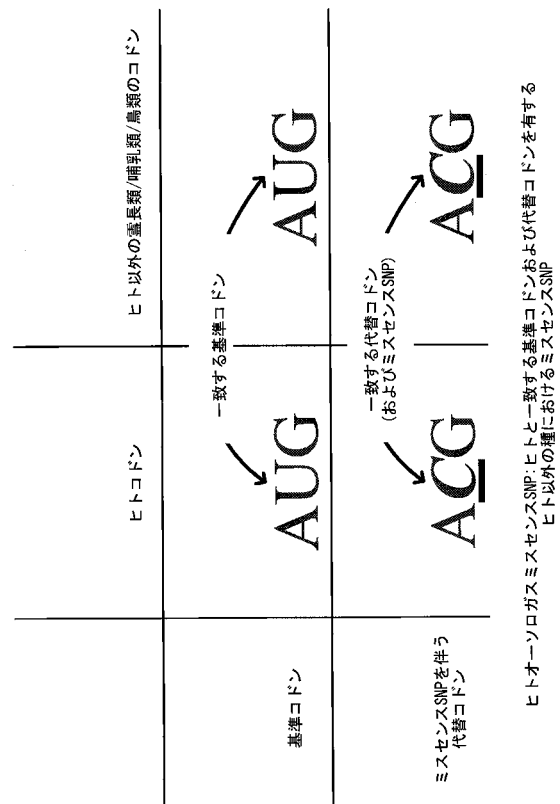 ヒトコドン
ヒト以外の霊長類/哺乳類/鳥類のコドン
基準コドン
AUG
一致する基準コドン
AUG
ミスセンスSNPを伴う
代替コドン
ACG
一致する代替コドン
(およびミスセンスSNP)
ACG
ヒトオーソロガスミスセンスSNP:ヒトと一致する基準コドンおよび代替コドンを有する
ヒト以外の種におけるミスセンスSNP